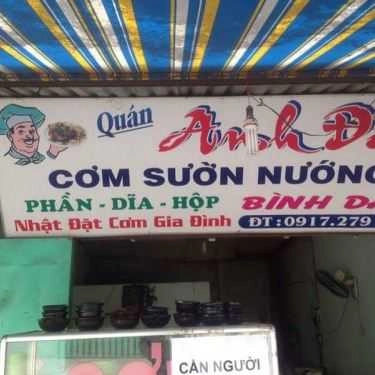 Quán Anh
CƠM SƯỜN NƯỚNG
PHẦN - DĨA - HỘP BÌNH
Nhật Đặt Cơm Gia Đình ĐT: 0917.279
CẦN NGƯỜI